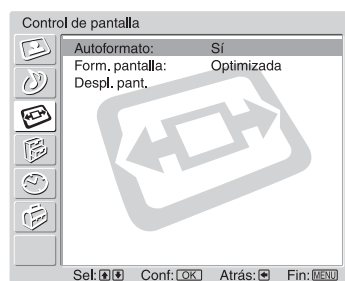 Control de pantalla
Autoformato: Sí
Form. pantalla: Optimizada
Despl. pant.
Sel: Conf: OK Atrás: Fin: MENU